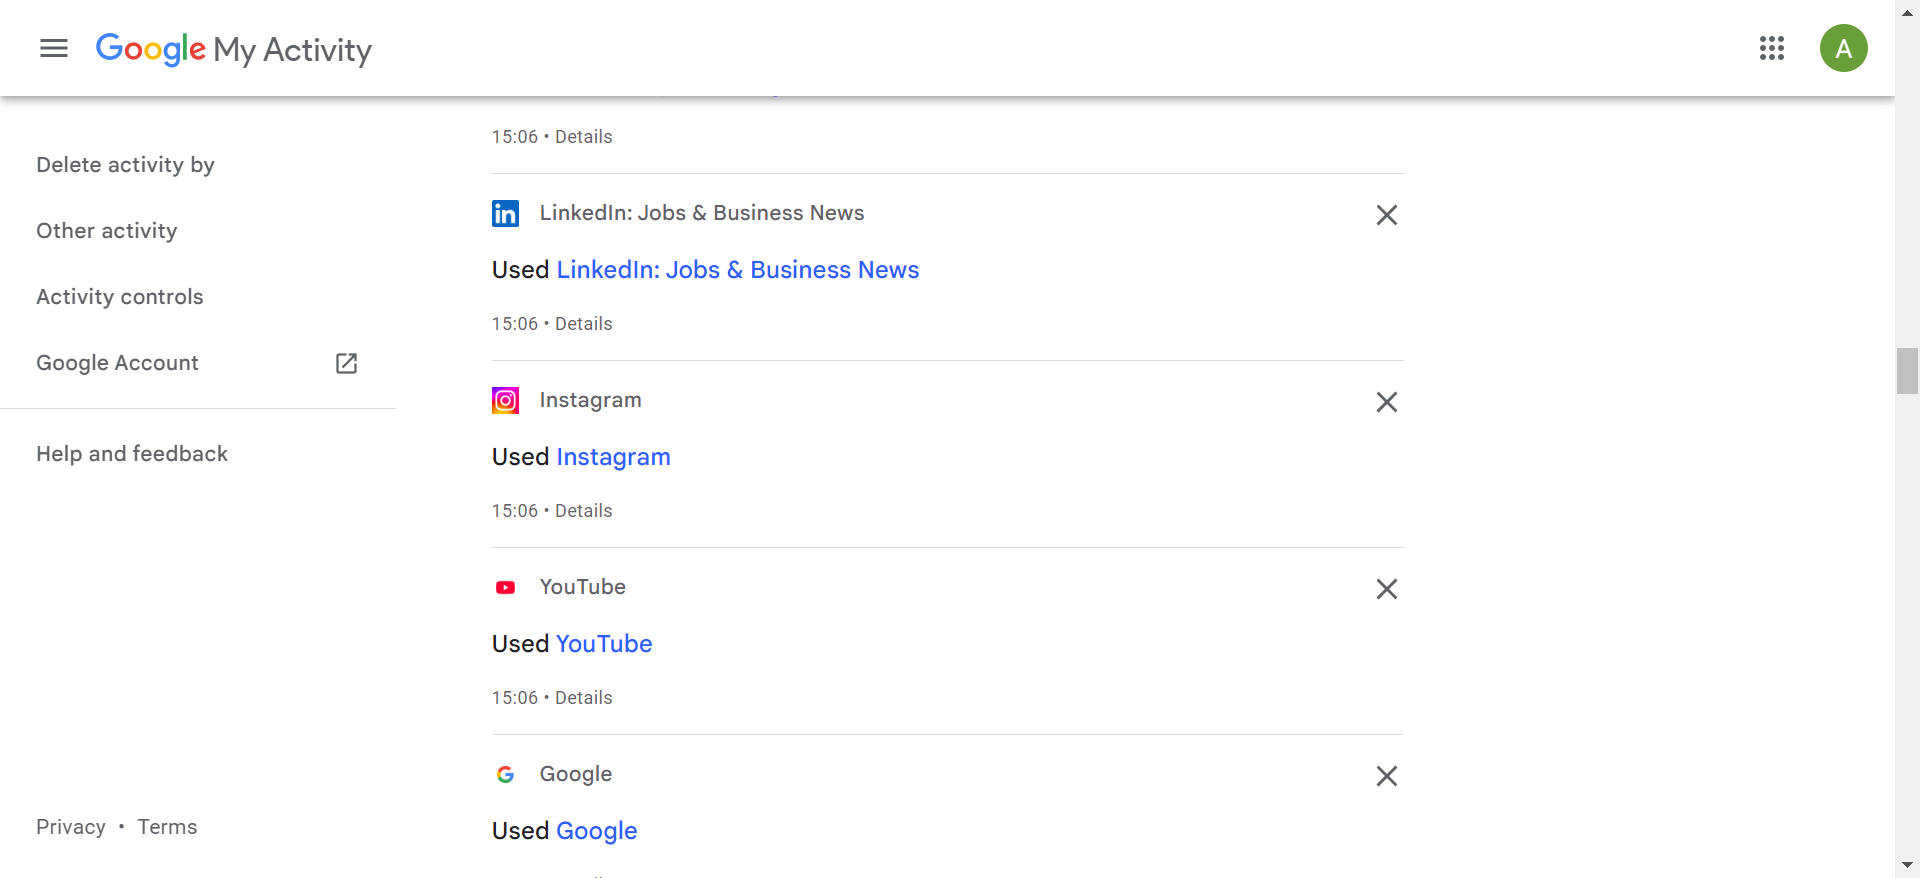 Google My Activity
A
Delete activity by
Other activity
Activity controls
Google Account
Help and feedback
Privacy • Terms
15:06 • Details
LinkedIn: Jobs & Business News
Used LinkedIn: Jobs & Business News
15:06 • Details
Instagram
Used Instagram
15:06 • Details
YouTube
Used YouTube
15:06 • Details
Google
Used Google